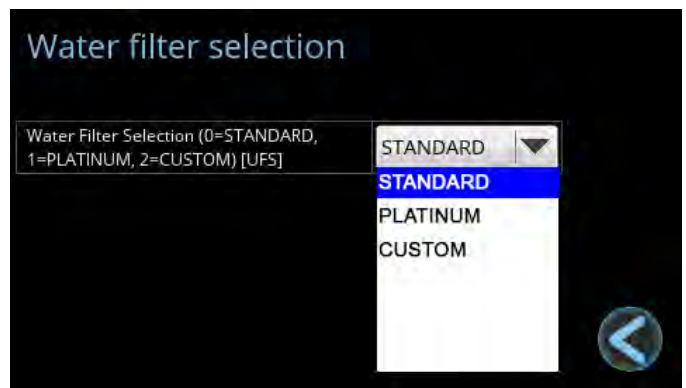 Water filter selection
Water Filter Selection (0=STANDARD,
1=PLATINUM, 2=CUSTOM) [UFS]
STANDARD
STANDARD
PLATINUM
CUSTOM